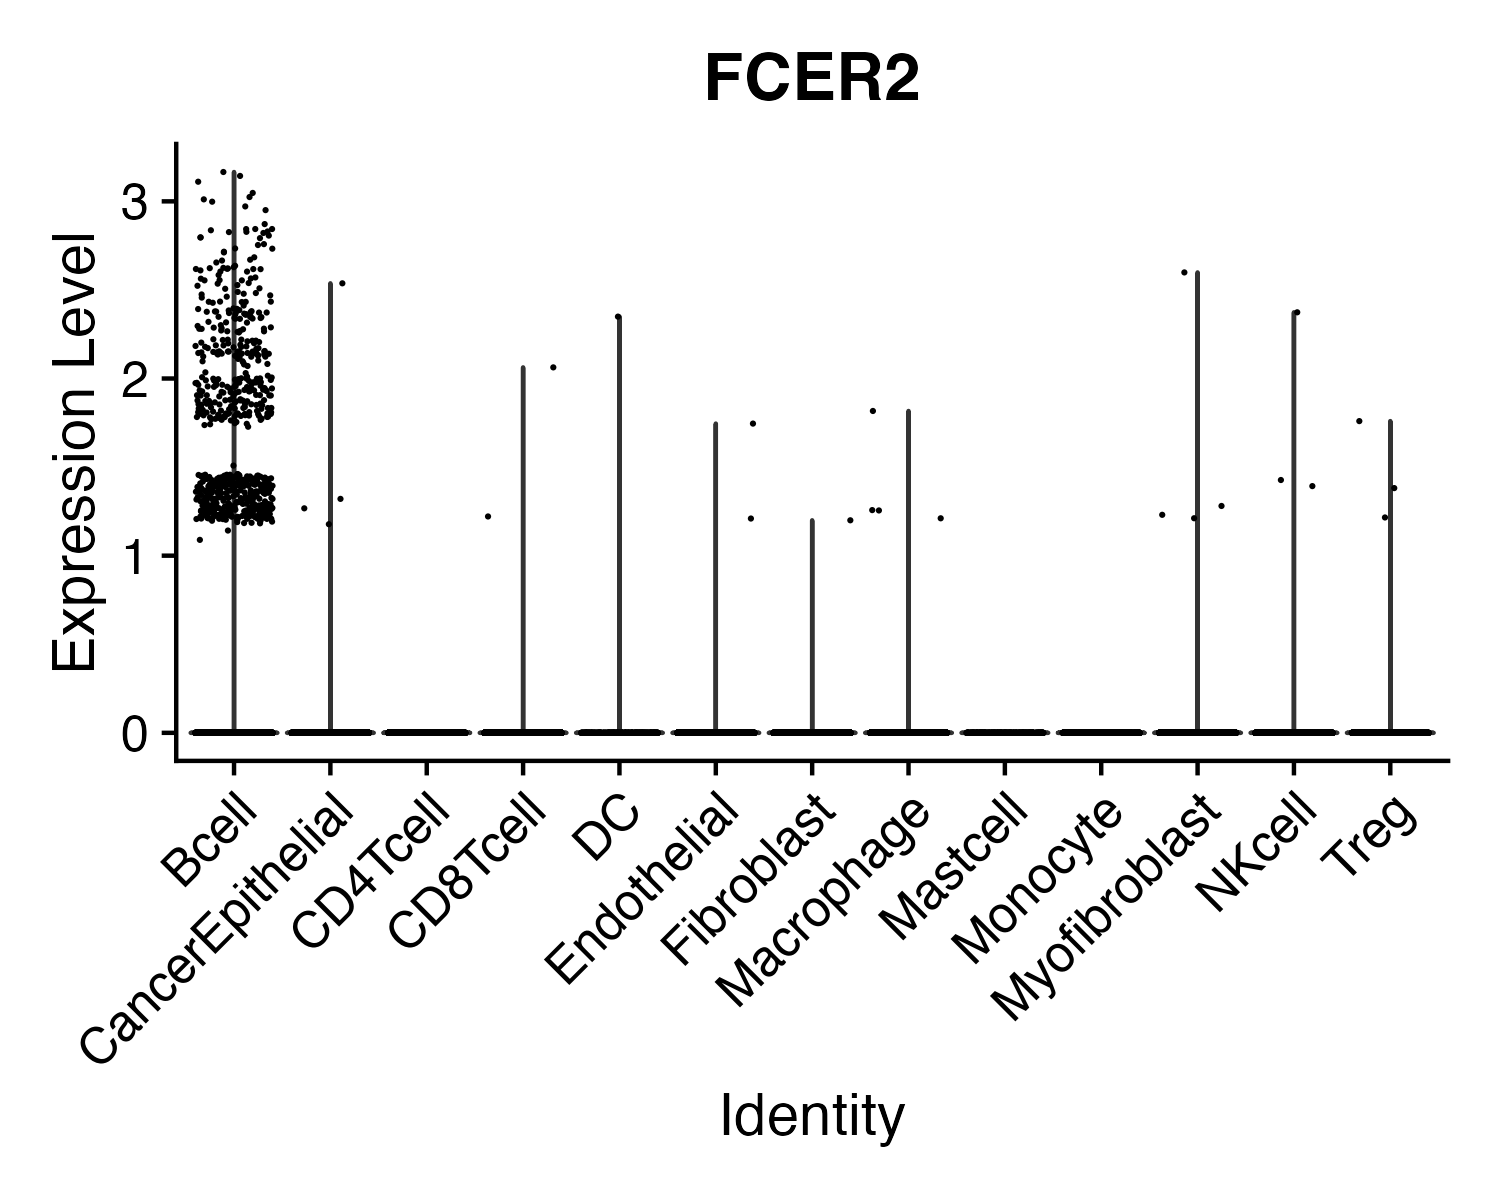 FCER2
Expression Level
3
2
1
0
Bcell
CancerEpithelial
CD4Tcell
CD8Tcell
DC
Endothelial
Fibroblast
Macrophage
Mastcell
Monocyte
Myofibroblast
NKcell
Treg
Identity